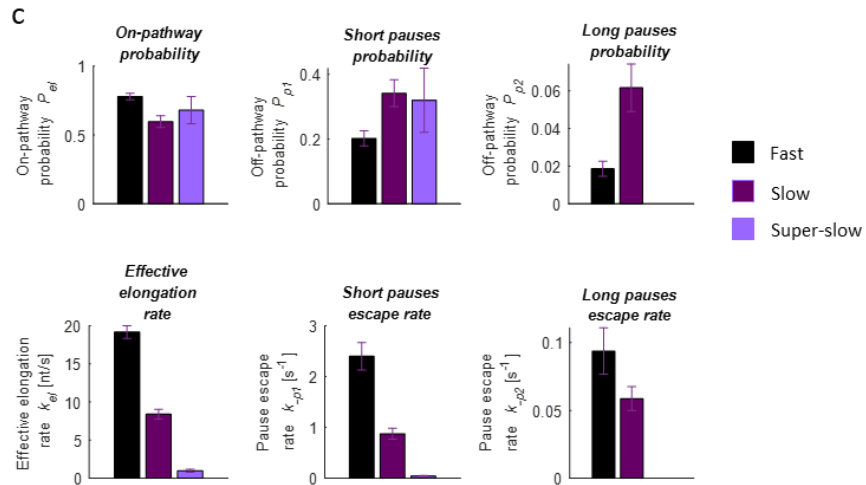 C
On-pathway
probability
On-pathway
probability P_el
1
0.5
0
Short pauses
probability
Off-pathway
probability P_p1
0.4
0.2
0
Long pauses
probability
Off-pathway
probability P_p2
0.06
0.04
0.02
0
Fast
Slow
Super-slow
Effective
elongation
rate
Effective elongation
rate k_el [nt/s]
20
15
10
5
0
Short pauses
escape rate
Pause escape
rate k_-p1 [s^-1]
3
2
1
0
Long pauses
escape rate
Pause escape
rate k_-p2 [s^-1]
0.1
0.05
0